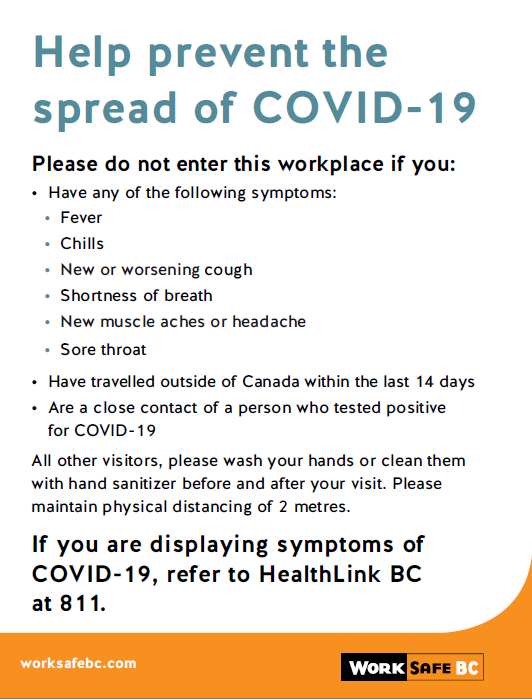 Help prevent the
spread of COVID-19
Please do not enter this workplace if you:
• Have any of the following symptoms:
• Fever
• Chills
• New or worsening cough
• Shortness of breath
• New muscle aches or headache
• Sore throat
• Have travelled outside of Canada within the last 14 days
• Are a close contact of a person who tested positive
for COVID-19
All other visitors, please wash your hands or clean them
with hand sanitizer before and after your visit. Please
maintain physical distancing of 2 metres.
If you are displaying symptoms of
COVID-19, refer to HealthLink BC
at 811.
worksafebc.com
WORK SAFE BC